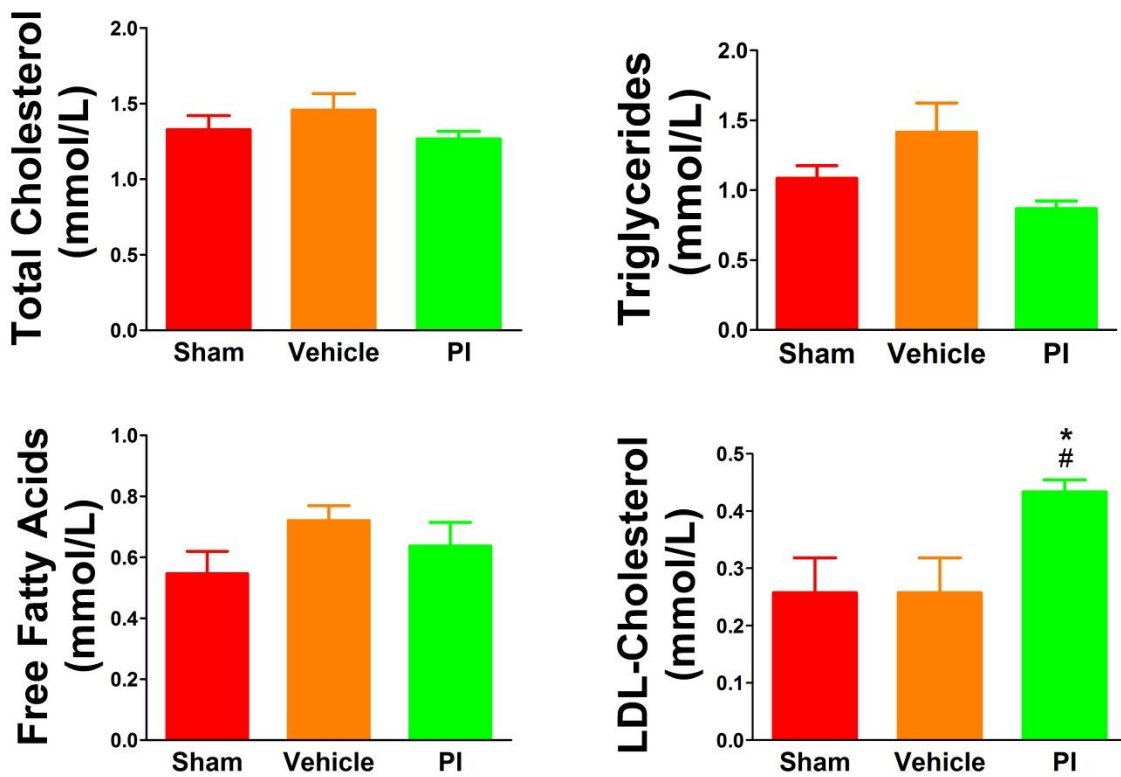 Total Cholesterol
(mmol/L)
2.0
1.5
1.0
0.5
0.0
Sham Vehicle PI
Triglycerides
(mmol/L)
2.0
1.5
1.0
0.5
0.0
Sham Vehicle PI
Free Fatty Acids
(mmol/L)
1.0
0.8
0.6
0.4
0.2
0.0
Sham Vehicle PI
LDL-Cholesterol
(mmol/L)
0.5
0.4
0.3
0.2
0.1
0.0
*
#
Sham Vehicle PI